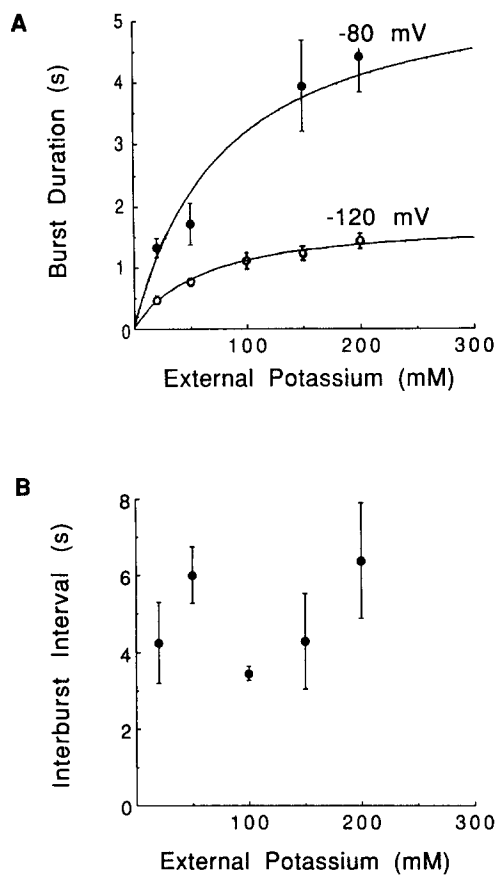 A
5
4
3
2
1
0
Burst Duration (s)
-80 mV
-120 mV
100
200
300
External Potassium (mM)
B
8
6
4
2
0
Interburst Interval (s)
100
200
300
External Potassium (mM)